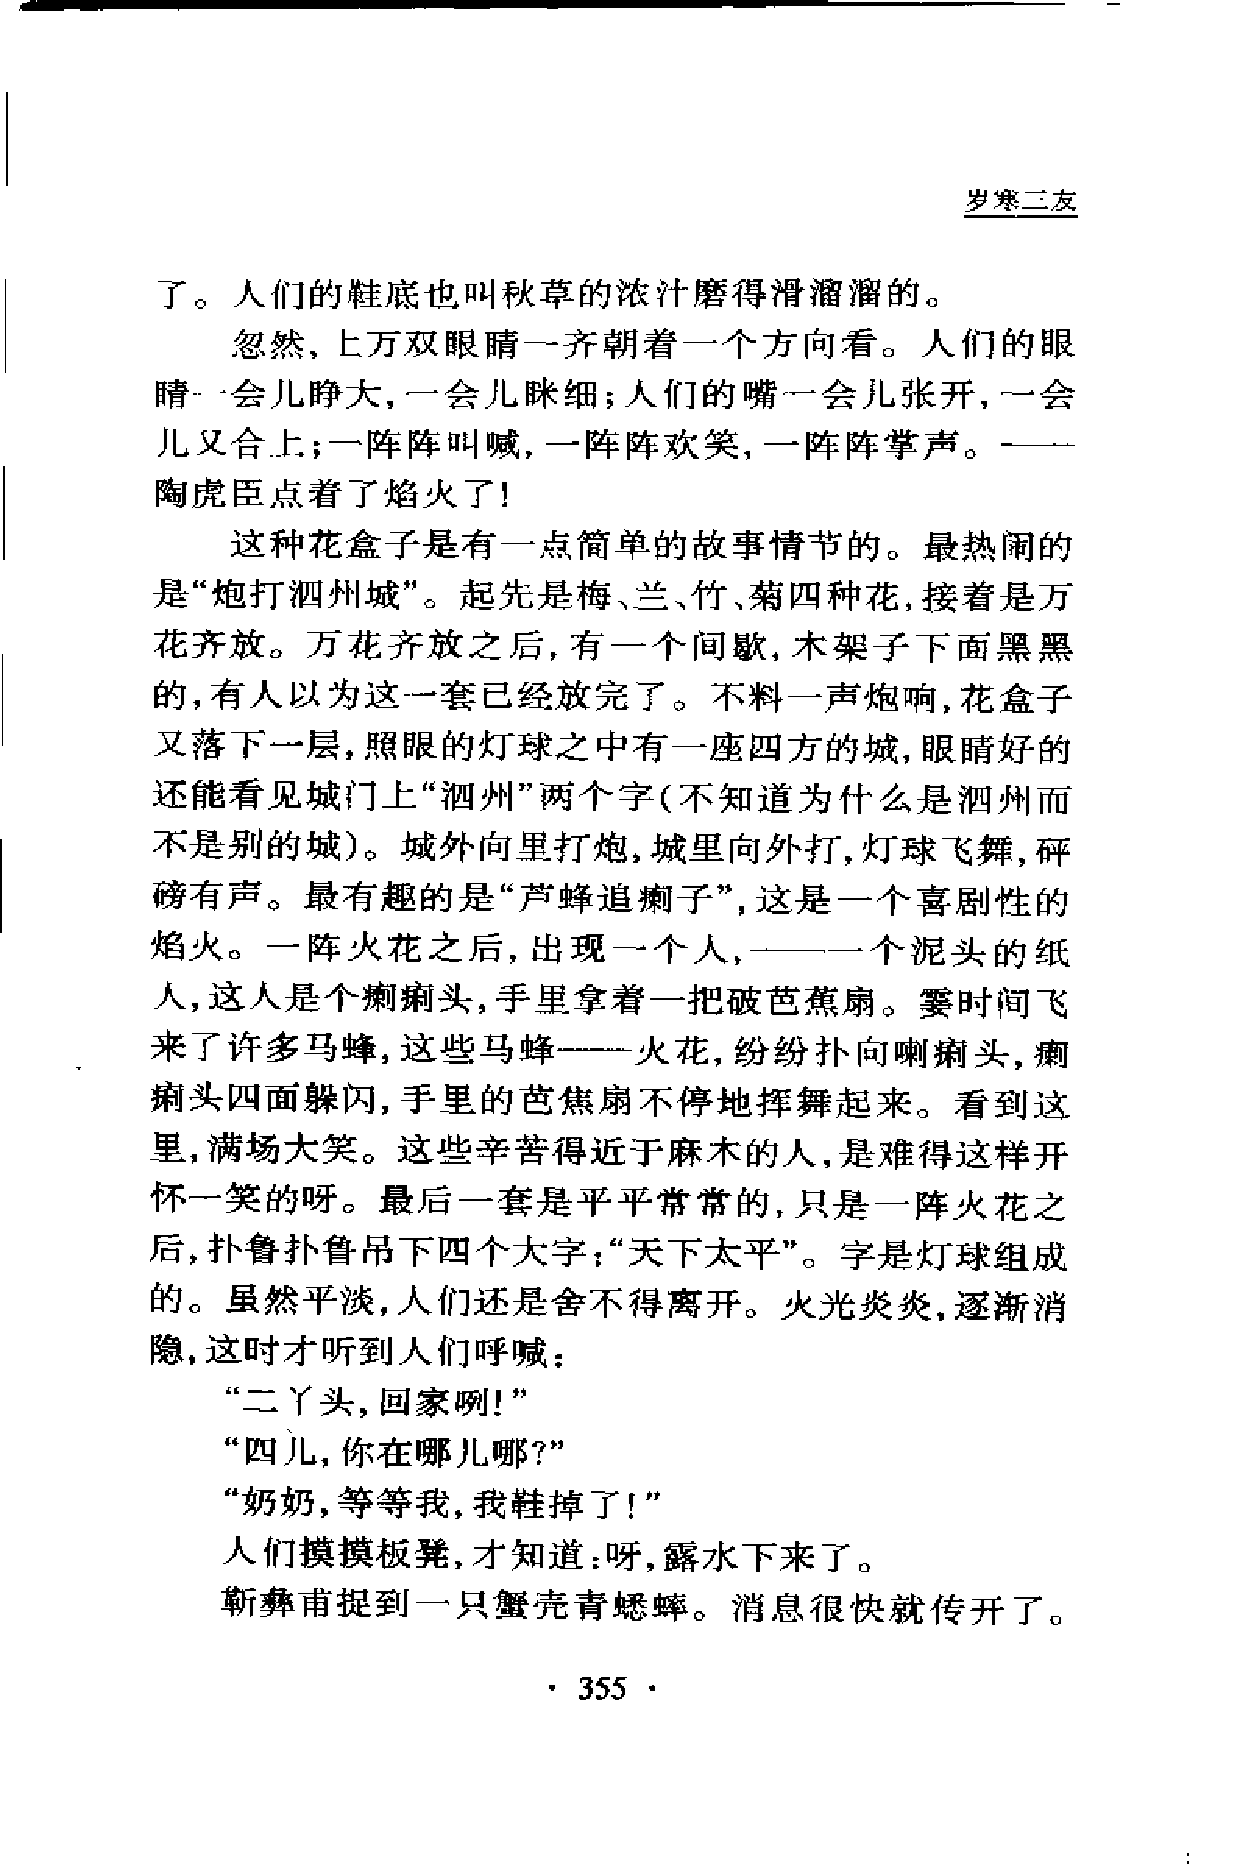 岁寒三友
了。人们的鞋底也叫秋草的浓汁磨得滑溜溜的。
忽然，上万双眼睛一齐朝着一个方向看。人们的眼
睛一会儿睁大，一会儿眯细；人们的嘴一会儿张开，一会
儿又合上；一阵阵叫喊，一阵阵欢笑，一阵阵掌声。——
陶虎臣点着了焰火了！
这种花盒子是有一点简单的故事情节的。最热闹的
是“炮打泗州城”。起先是梅、兰、竹、菊四种花，接着是万
花齐放。万花齐放之后，有一个间歇，木架子下面黑黑
的，有人以为这一套已经放完了。不料一声炮响，花盒子
又落下一层，照眼的灯球之中有一座四方的城，眼睛好的
还能看见城门上“泗州”两个字（不知道为什么是泗州而
不是别的城）。城外向里打炮，城里向外打，灯球飞舞，砰
磅有声。最有趣的是“芦蜂追瘌子”，这是一个喜剧性的
焰火。一阵火花之后，出现一个人，——一个泥头的纸
人，这人是个瘌痢头，手里拿着一把破芭蕉扇。霎时间飞
来了许多马蜂，这些马蜂——火花，纷纷扑向喇痢头，瘌
痢头四面躲闪，手里的芭焦扇不停地挥舞起来。看到这
里，满场大笑。这些辛苦得近于麻木的人，是难得这样开
怀一笑的呀。最后一套是平平常常的，只是一阵火花之
后，扑鲁扑鲁吊下四个大字：“天下太平”。字是灯球组成
的。虽然平淡，人们还是舍不得离开。火光炎炎，逐渐消
隐，这时才听到人们呼喊：
“二丫头，回家咧！”
“四儿，你在哪儿哪？”
“奶奶，等等我，我鞋掉了！”
人们摸摸板凳，才知道：呀，露水下来了。
靳彝甫捉到一只蟹壳青蟋蟀。消息很快就传开了。
· 355 ·